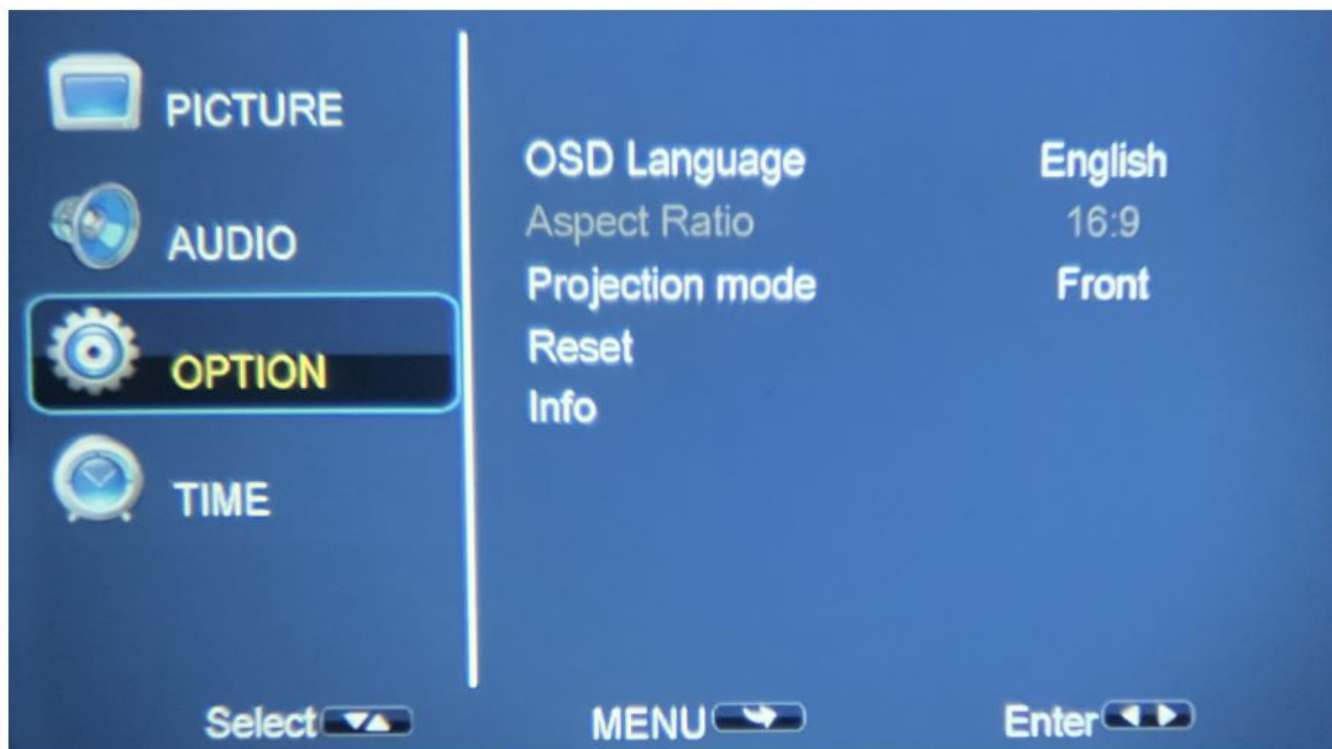 PICTURE
AUDIO
OPTION
TIME
OSD Language English
Aspect Ratio 16:9
Projection mode Front
Reset
Info
Select MENU Enter